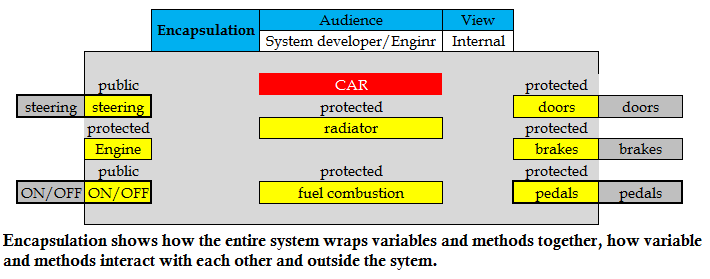 Encapsulation Audience View
System developer/Enginr Internal
public CAR protected
steering steering protected doors doors
protected radiator protected
Engine brakes brakes
public protected protected
ON/OFF ON/OFF fuel combustion pedals pedals
Encapsulation shows how the entire system wraps variables and methods together, how variable
and methods interact with each other and outside the sytem.